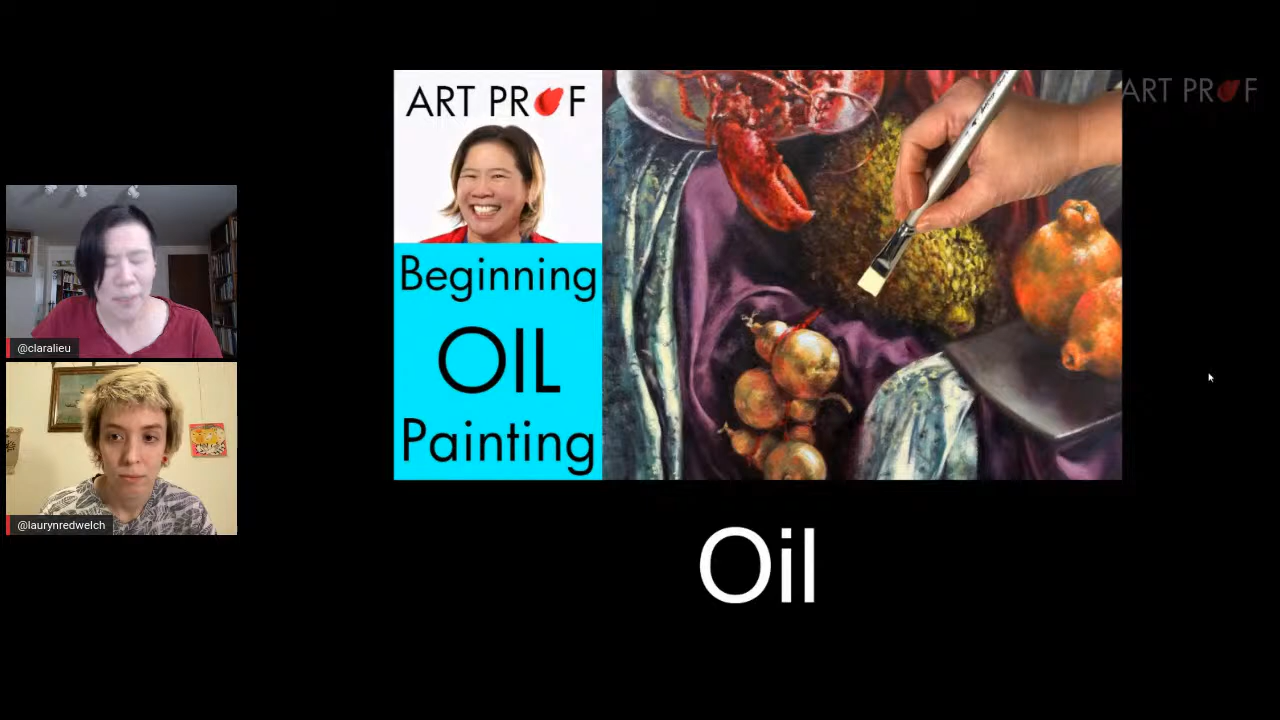 ART PROF
ART PROF
Beginning
OIL
Painting
@claralieu
@laurynredwelch
Oil